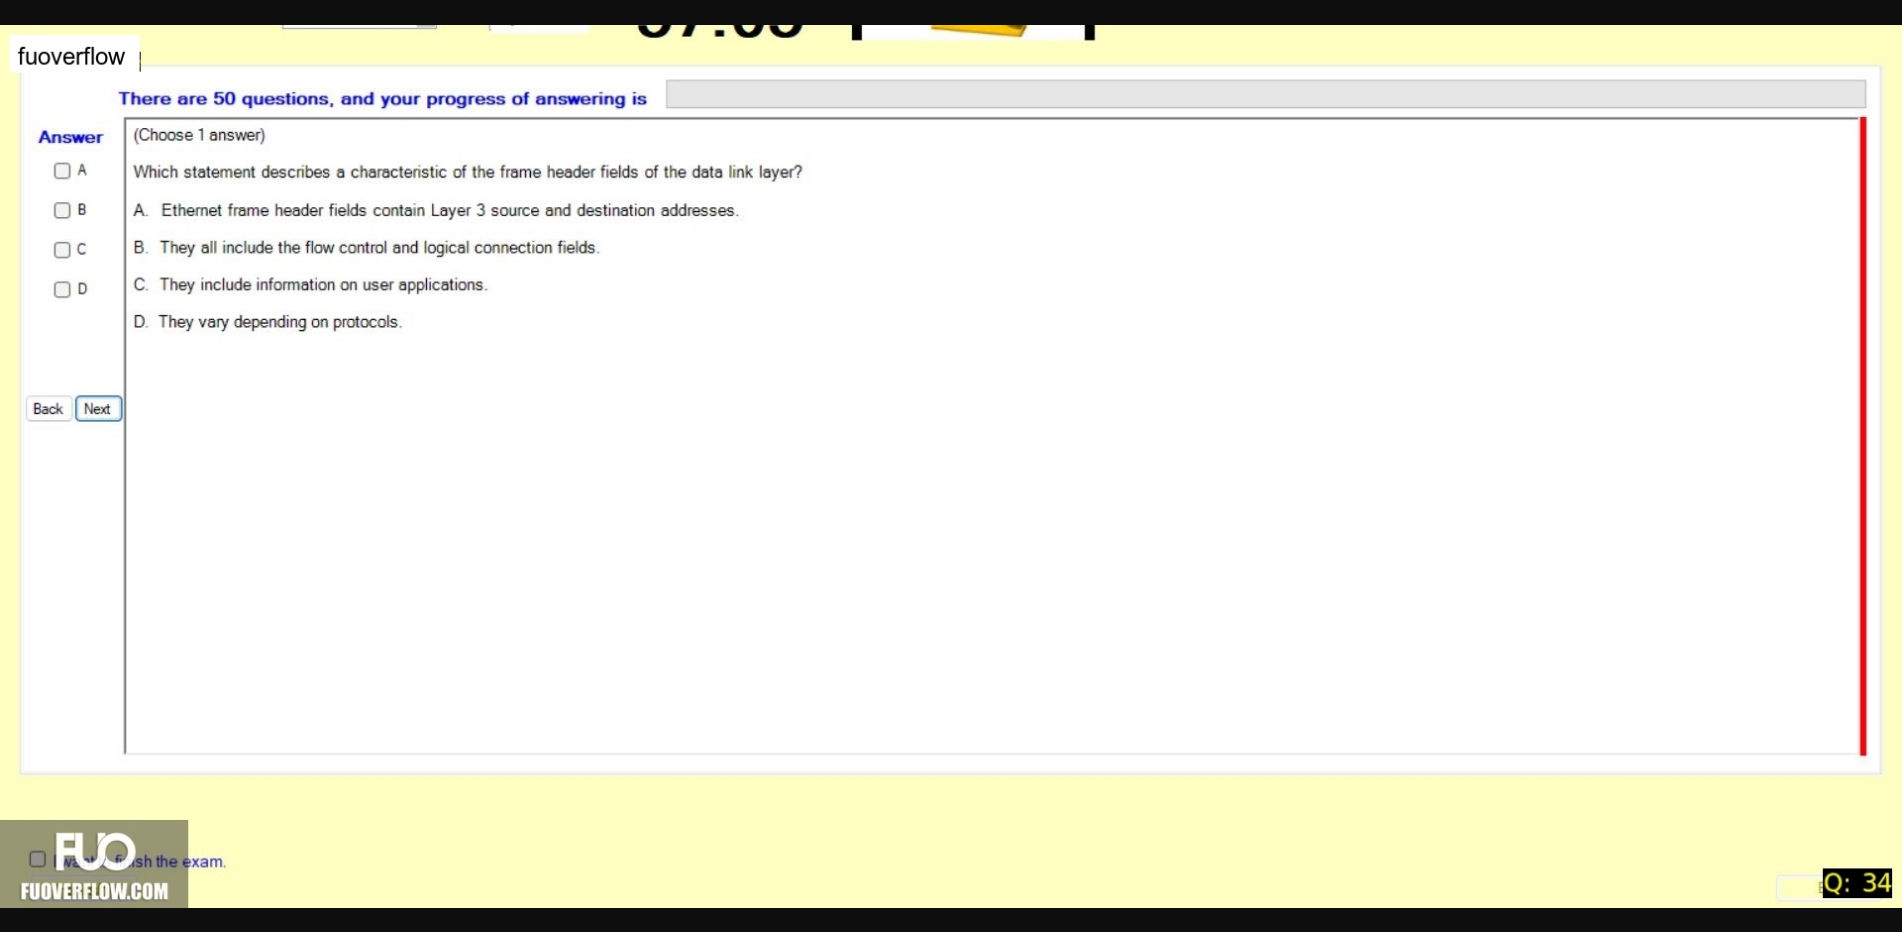 fuoverflow
There are 50 questions, and your progress of answering is
Answer
(Choose 1 answer)
A
Which statement describes a characteristic of the frame header fields of the data link layer?
B
A. Ethernet frame header fields contain Layer 3 source and destination addresses.
C
B. They all include the flow control and logical connection fields.
D
C. They include information on user applications.
D. They vary depending on protocols.
Back
Next
FUO
finish the exam.
FUOVERFLOW.COM
Q: 34